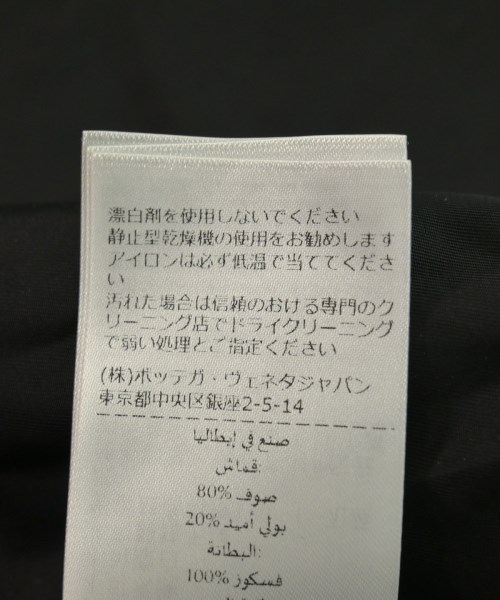 漂白剤を使用しないでください
静止型乾燥機の使用をお勧めします
アイロンは必ず低温で当ててくださ
い
汚れた場合は信頼のおける専門のク
リーニング店でドライクリーニング
で弱い処理とご指定ください
(株)ボッテガ・ヴェネタジャパン
東京都中央区銀座2-5-14
صنع في إيطاليا
قماش:
صوف %80
بولي أميد %20
البطانة:
فسكوز %100